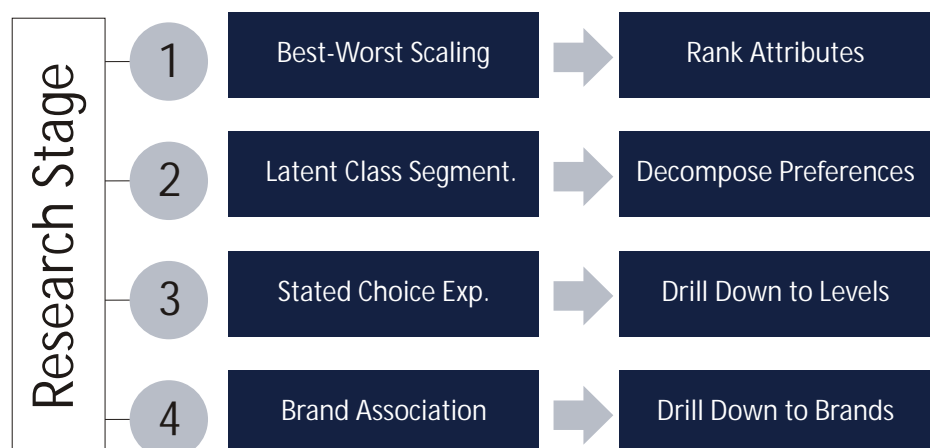 Research Stage
1
Best-Worst Scaling
Rank Attributes
2
Latent Class Segment.
Decompose Preferences
3
Stated Choice Exp.
Drill Down to Levels
4
Brand Association
Drill Down to Brands